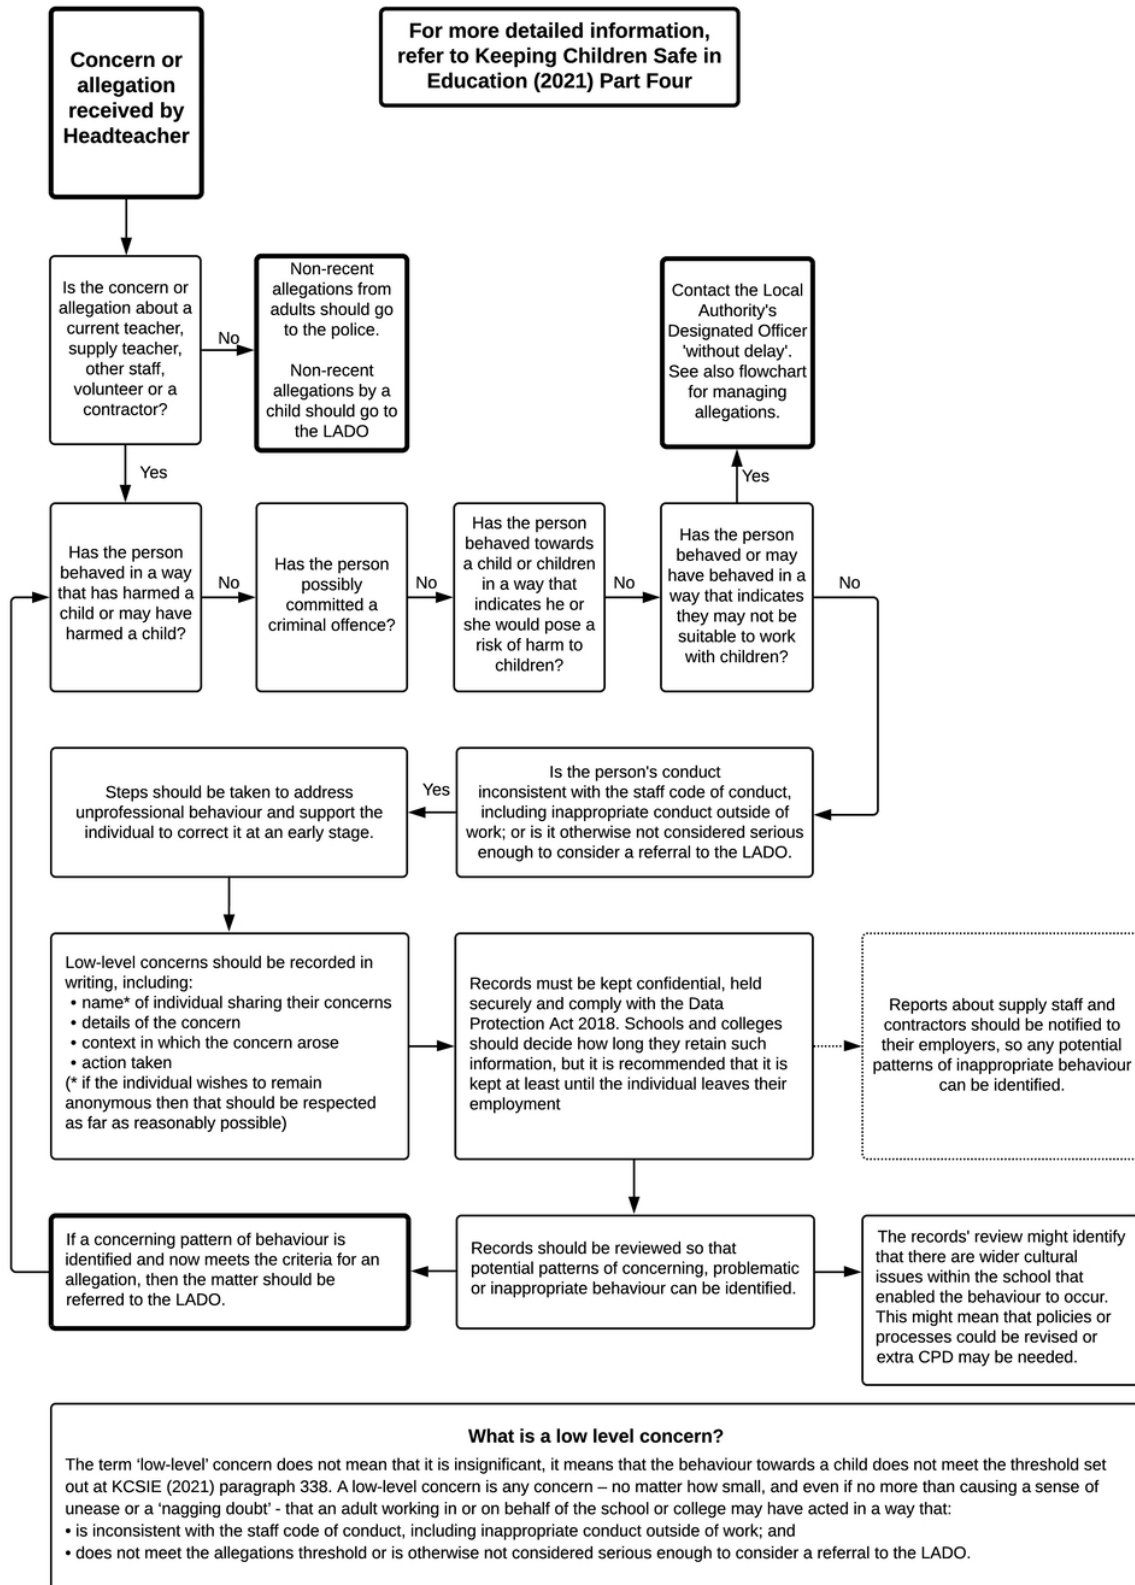 Concern or
allegation
received by
Headteacher
For more detailed information,
refer to Keeping Children Safe in
Education (2021) Part Four
Is the concern or
allegation about a
current teacher,
supply teacher,
other staff,
volunteer or a
contractor?
No
Non-recent
allegations from
adults should go
to the police.
Non-recent
allegations by a
child should go to
the LADO
Contact the Local
Authority's
Designated Officer
'without delay'.
See also flowchart
for managing
allegations.
Yes
Yes
Has the person
behaved in a way
that has harmed a
child or may have
harmed a child?
No
Has the person
possibly
committed a
criminal offence?
No
Has the person
behaved towards
a child or children
in a way that
indicates he or
she would pose a
risk of harm to
children?
No
Has the person
behaved or may
have behaved in a
way that indicates
they may not be
suitable to work
with children?
No
Steps should be taken to address
unprofessional behaviour and support the
individual to correct it at an early stage.
Yes
Is the person's conduct
inconsistent with the staff code of conduct,
including inappropriate conduct outside of
work; or is it otherwise not considered serious
enough to consider a referral to the LADO.
Low-level concerns should be recorded in
writing, including:
• name* of individual sharing their concerns
• details of the concern
• context in which the concern arose
• action taken
(* if the individual wishes to remain
anonymous then that should be respected
as far as reasonably possible)
Records must be kept confidential, held
securely and comply with the Data
Protection Act 2018. Schools and colleges
should decide how long they retain such
information, but it is recommended that it is
kept at least until the individual leaves their
employment
Reports about supply staff and
contractors should be notified to
their employers, so any potential
patterns of inappropriate behaviour
can be identified.
If a concerning pattern of behaviour is
identified and now meets the criteria for an
allegation, then the matter should be
referred to the LADO.
Records should be reviewed so that
potential patterns of concerning, problematic
or inappropriate behaviour can be identified.
The records' review might identify
that there are wider cultural
issues within the school that
enabled the behaviour to occur.
This might mean that policies or
processes could be revised or
extra CPD may be needed.
What is a low level concern?
The term ‘low-level’ concern does not mean that it is insignificant, it means that the behaviour towards a child does not meet the threshold set
out at KCSIE (2021) paragraph 338. A low-level concern is any concern – no matter how small, and even if no more than causing a sense of
unease or a ‘nagging doubt’ - that an adult working in or on behalf of the school or college may have acted in a way that:
• is inconsistent with the staff code of conduct, including inappropriate conduct outside of work; and
• does not meet the allegations threshold or is otherwise not considered serious enough to consider a referral to the LADO.